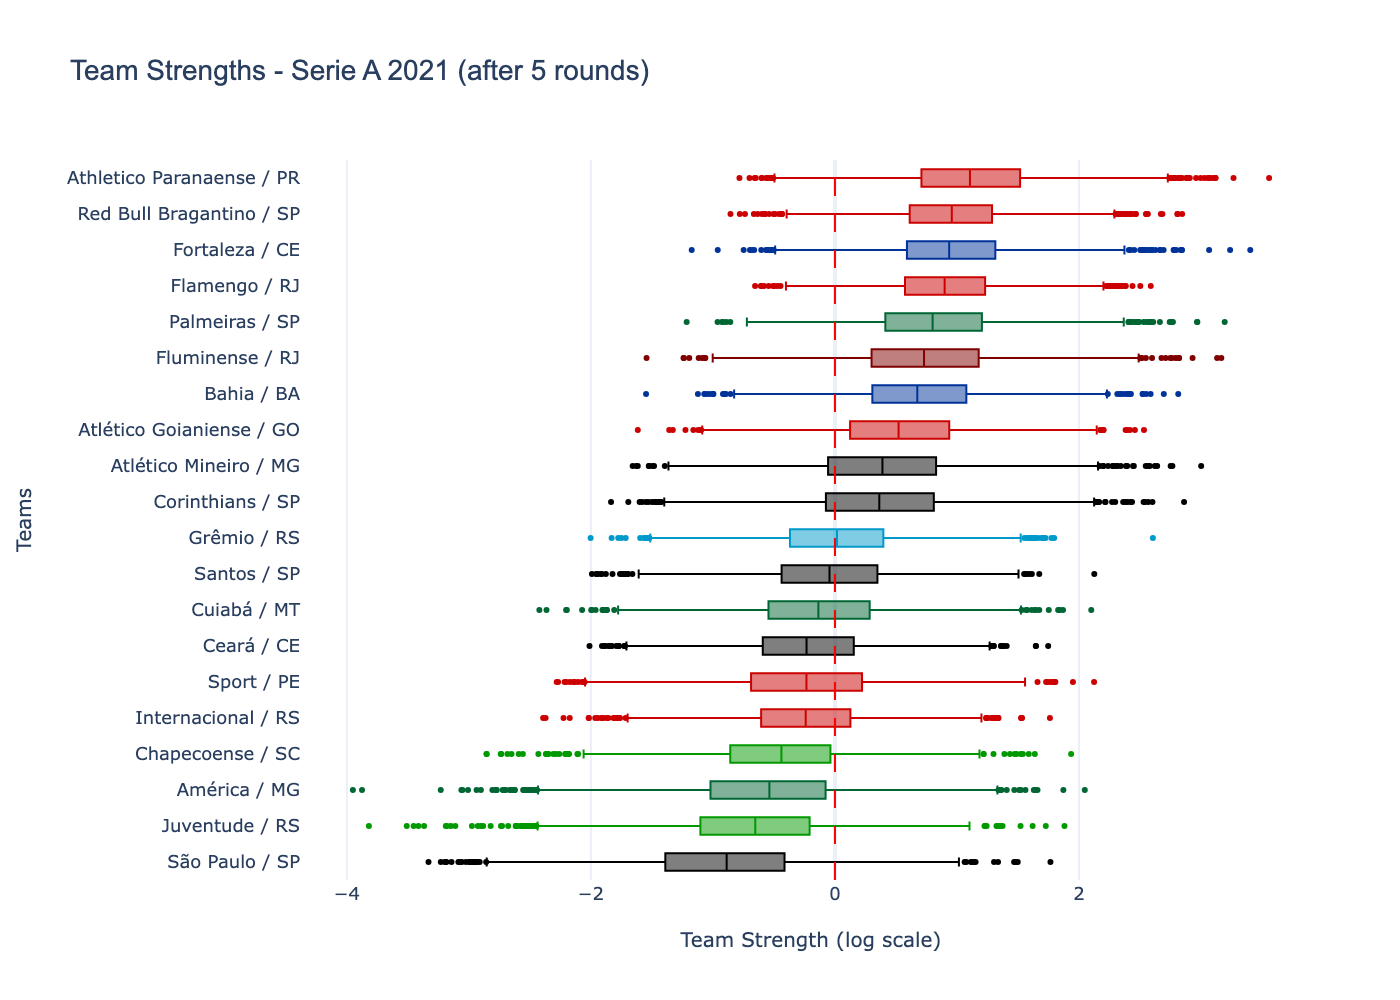 Team Strengths - Serie A 2021 (after 5 rounds)
Athletico Paranaense / PR
Red Bull Bragantino / SP
Fortaleza / CE
Flamengo / RJ
Palmeiras / SP
Fluminense / RJ
Bahia / BA
Atlético Goianiense / GO
Atlético Mineiro / MG
Corinthians / SP
Grêmio / RS
Santos / SP
Cuiabá / MT
Ceará / CE
Sport / PE
Internacional / RS
Chapecoense / SC
América / MG
Juventude / RS
São Paulo / SP
Teams
−4 −2 0 2
Team Strength (log scale)